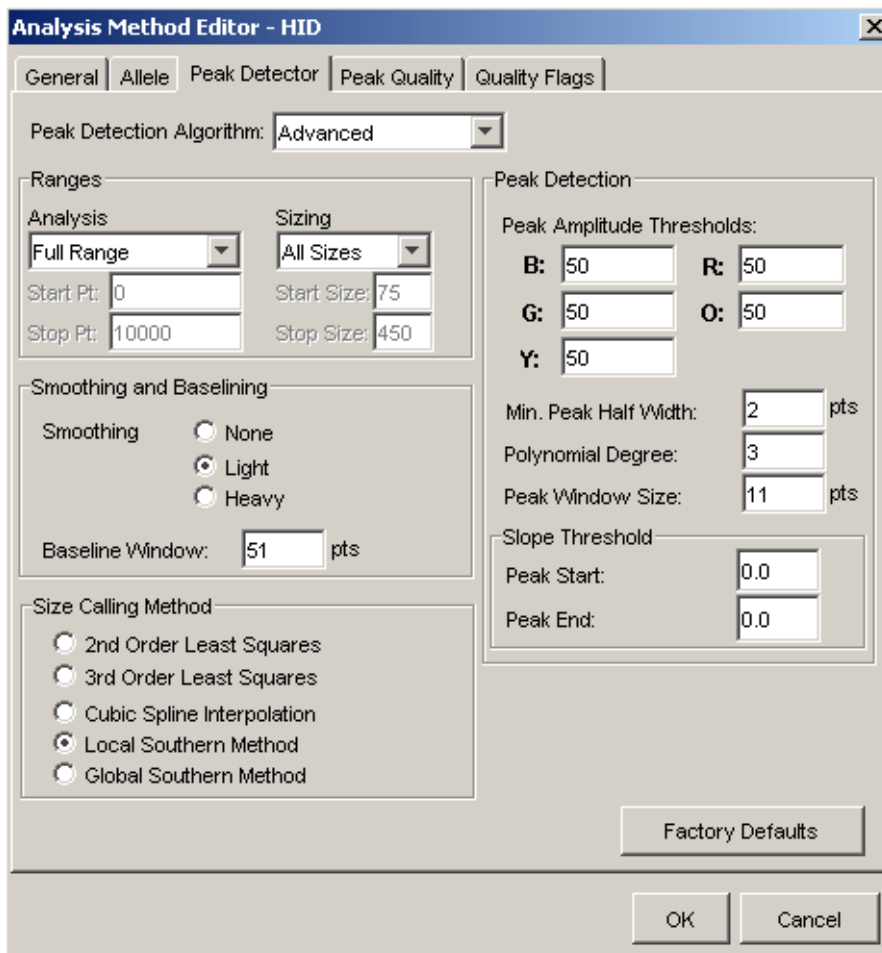 Analysis Method Editor - HID
General Allele Peak Detector Peak Quality Quality Flags
Peak Detection Algorithm: Advanced
Ranges
Analysis Sizing
Full Range All Sizes
Start Pt: 0 Start Size: 75
Stop Pt: 10000 Stop Size: 450
Smoothing and Baselining
Smoothing None
Light
Heavy
Baseline Window: 51 pts
Size Calling Method
2nd Order Least Squares
3rd Order Least Squares
Cubic Spline Interpolation
Local Southern Method
Global Southern Method
Peak Detection
Peak Amplitude Thresholds:
B: 50 R: 50
G: 50 O: 50
Y: 50
Min. Peak Half Width: 2 pts
Polynomial Degree: 3
Peak Window Size: 11 pts
Slope Threshold
Peak Start: 0.0
Peak End: 0.0
Factory Defaults
OK Cancel